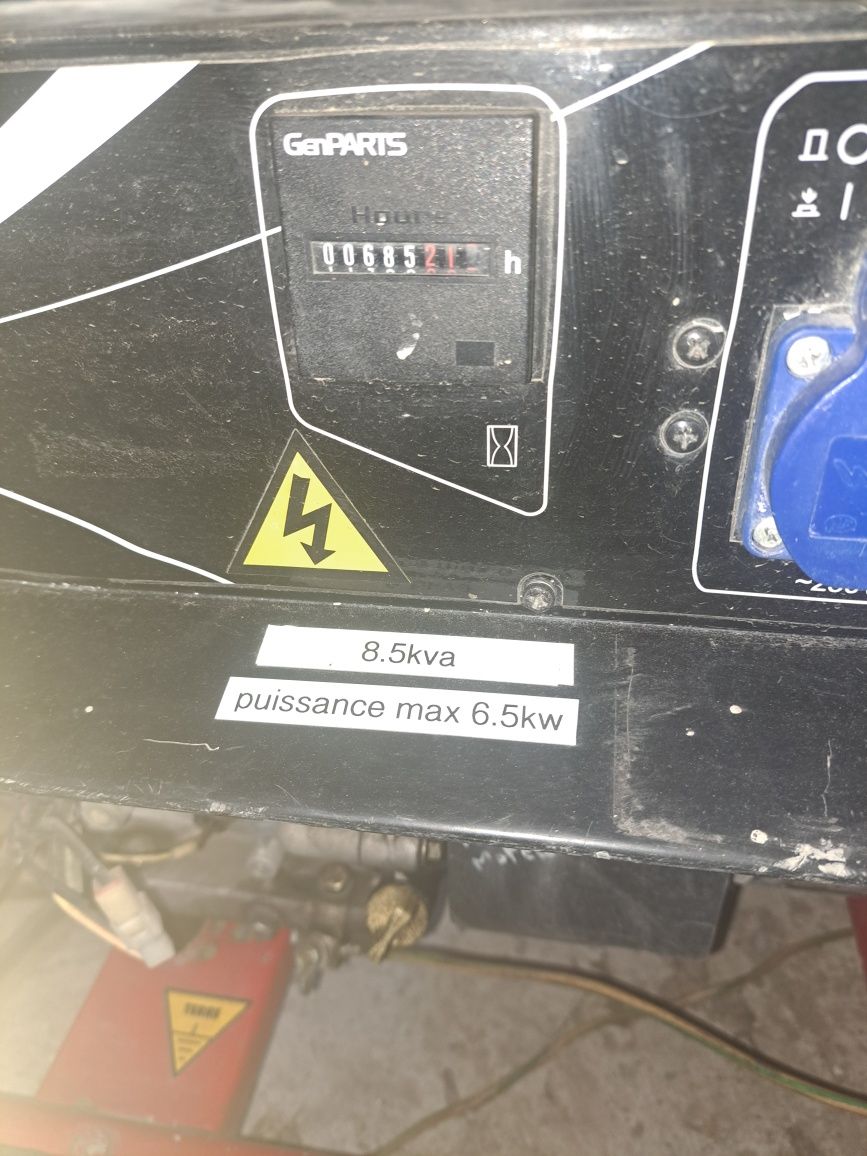 GenPARTS
Hours
0068521 h
8.5kva
puissance max 6.5kw